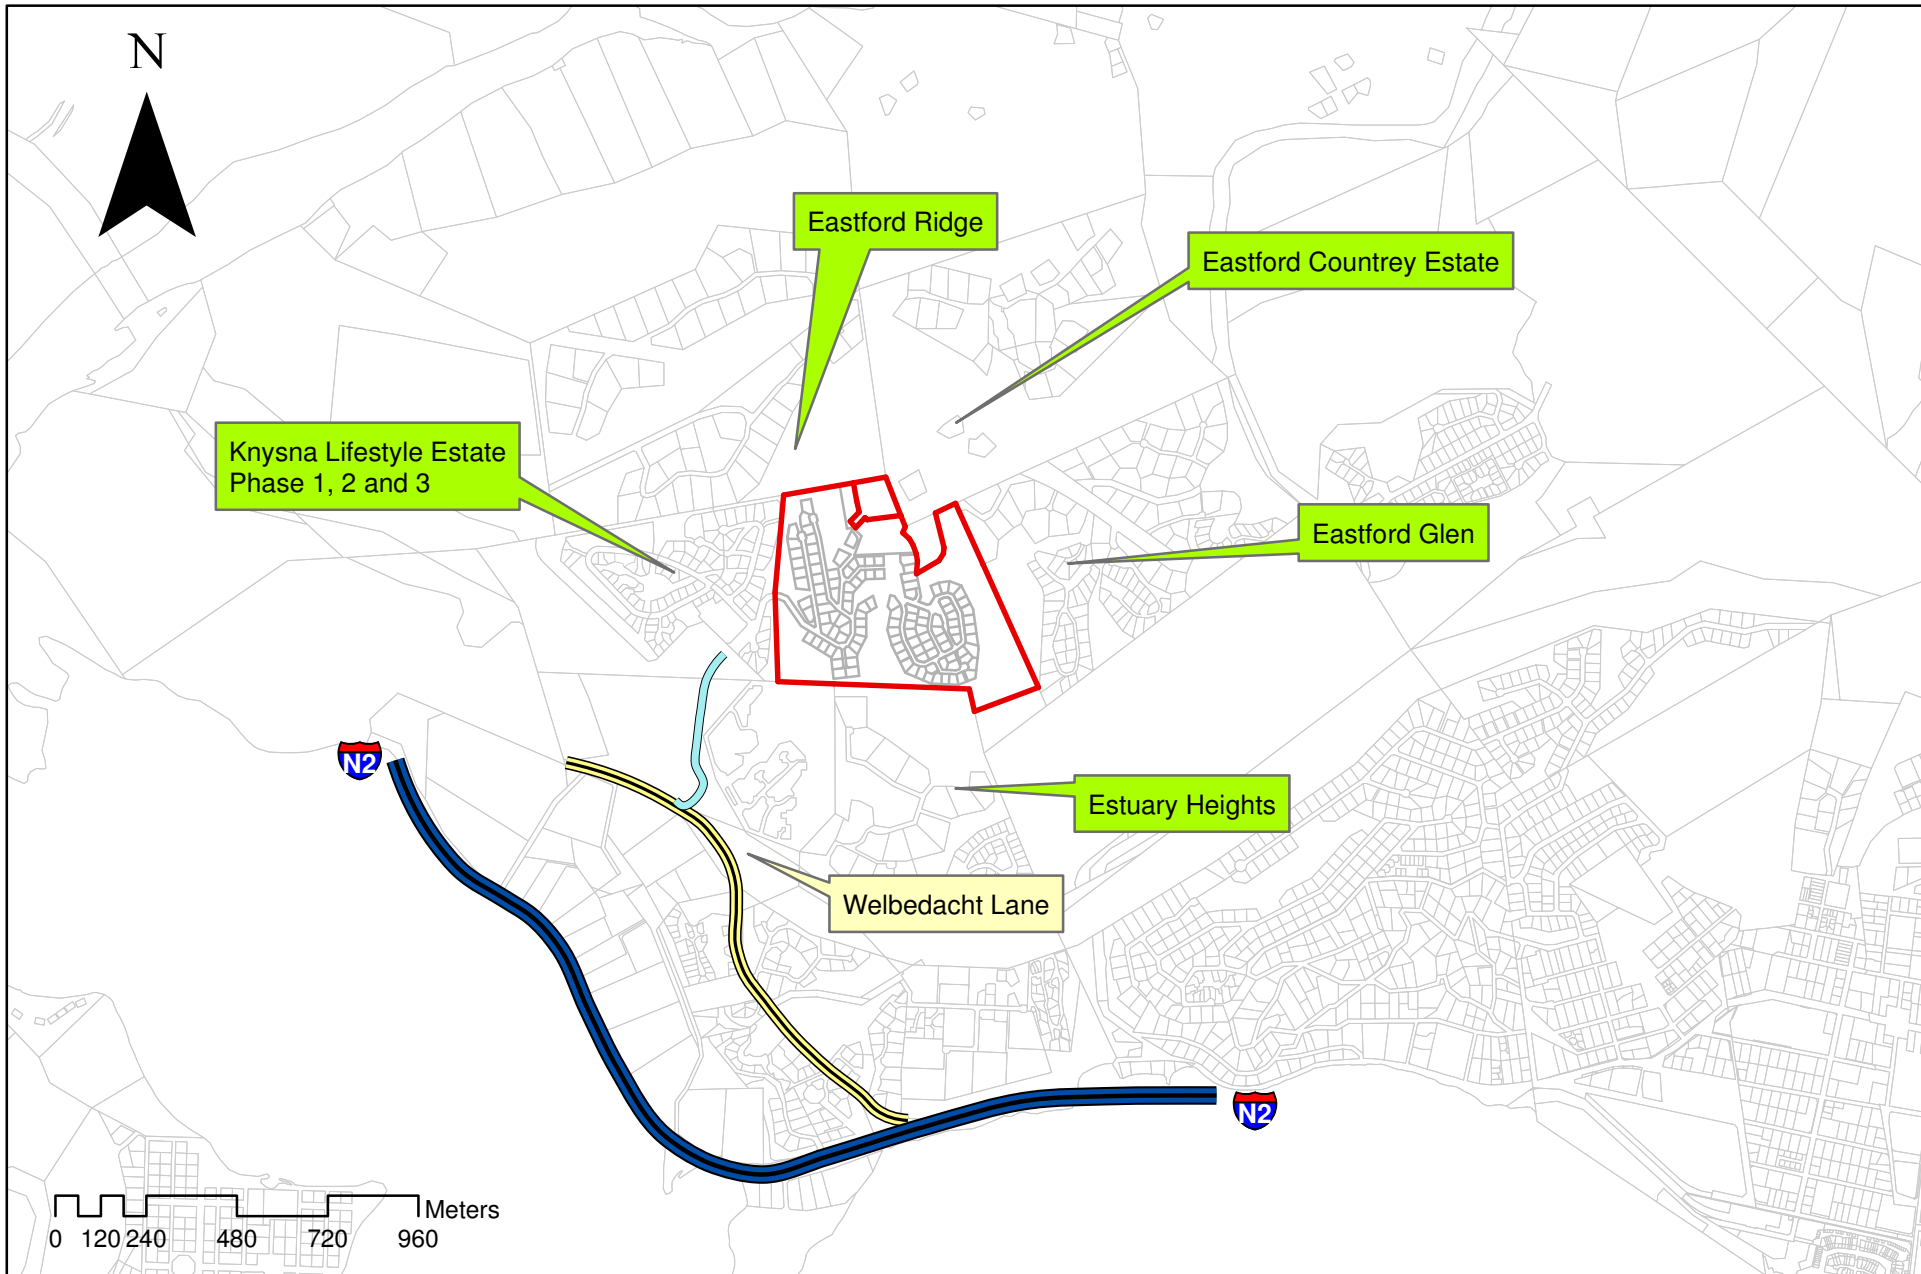 N
Eastford Ridge
Eastford Countrey Estate
Knysna Lifestyle Estate
Phase 1, 2 and 3
Eastford Glen
N2
Estuary Heights
Welbedacht Lane
N2
Meters
0 120 240 480 720 960